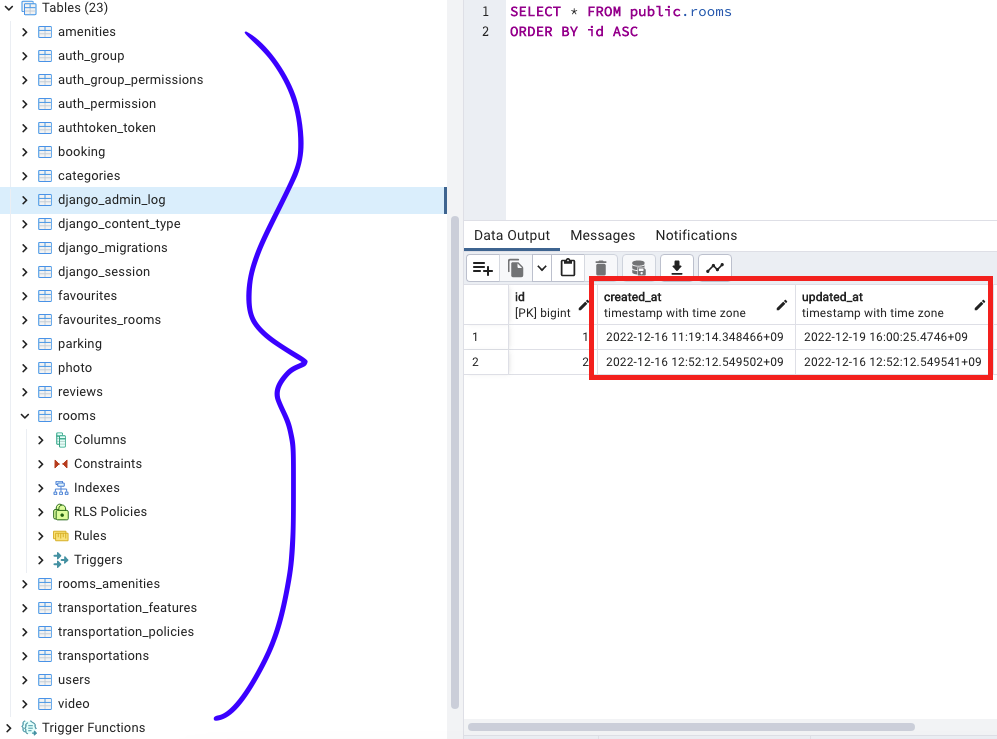 Tables (23)
amenities
auth_group
auth_group_permissions
auth_permission
authtoken_token
booking
categories
django_admin_log
django_content_type
django_migrations
django_session
favourites
favourites_rooms
parking
photo
reviews
rooms
Columns
Constraints
Indexes
RLS Policies
Rules
Triggers
rooms_amenities
transportation_features
transportation_policies
transportations
users
video
Trigger Functions
1 SELECT * FROM public.rooms
2 ORDER BY id ASC
Data Output Messages Notifications
id created_at updated_at
[PK] bigint timestamp with time zone timestamp with time zone
1 1 2022-12-16 11:19:14.348466+09 2022-12-19 16:00:25.4746+09
2 2 2022-12-16 12:52:12.549502+09 2022-12-16 12:52:12.549541+09